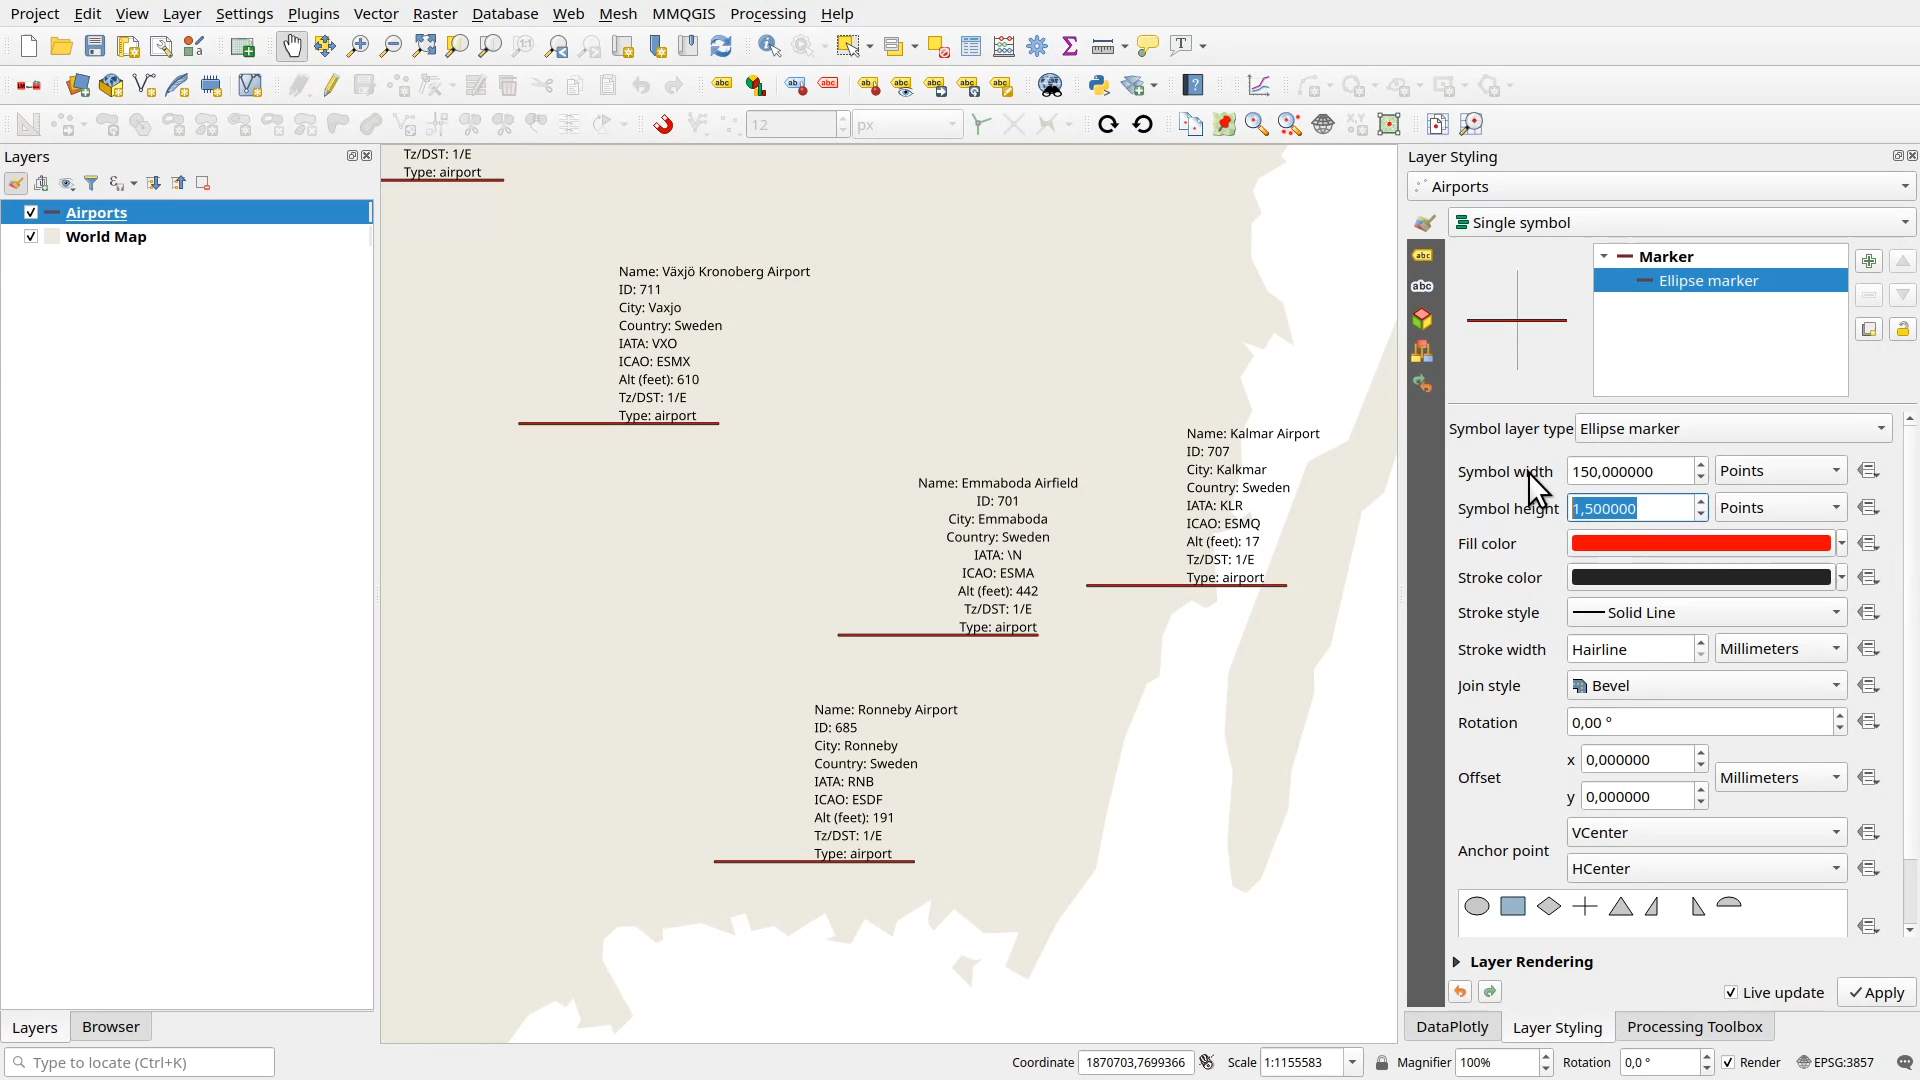 Project Edit View Layer Settings Plugins Vector Raster Database Web Mesh MMQGIS Processing Help
12 px
Layers
Airports
World Map
Layers Browser
Type to locate (Ctrl+K)
Tz/DST: 1/E
Type: airport
Name: Växjö Kronoberg Airport
ID: 711
City: Vaxjo
Country: Sweden
IATA: VXO
ICAO: ESMX
Alt (feet): 610
Tz/DST: 1/E
Type: airport
Name: Kalmar Airport
ID: 707
City: Kalkmar
Country: Sweden
IATA: KLR
ICAO: ESMQ
Alt (feet): 17
Tz/DST: 1/E
Type: airport
Name: Emmaboda Airfield
ID: 701
City: Emmaboda
Country: Sweden
IATA: \N
ICAO: ESMA
Alt (feet): 442
Tz/DST: 1/E
Type: airport
Name: Ronneby Airport
ID: 685
City: Ronneby
Country: Sweden
IATA: RNB
ICAO: ESDF
Alt (feet): 191
Tz/DST: 1/E
Type: airport
Layer Styling
Airports
Single symbol
Marker
Ellipse marker
Symbol layer type Ellipse marker
Symbol width 150,000000 Points
Symbol height 1,500000 Points
Fill color
Stroke color
Stroke style Solid Line
Stroke width Hairline Millimeters
Join style Bevel
Rotation 0,00 °
Offset x 0,000000 Millimeters
y 0,000000
Anchor point VCenter
HCenter
Layer Rendering
Live update Apply
DataPlotly Layer Styling Processing Toolbox
Coordinate 1870703,7699366 Scale 1:1155583 Magnifier 100% Rotation 0,0 ° Render EPSG:3857